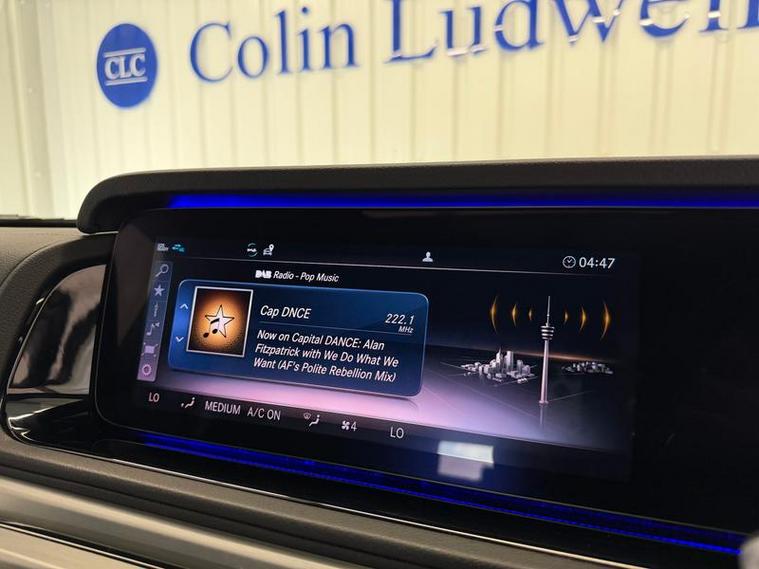 CLC
Colin Ludwell
04:47
DAB Radio - Pop Music
Cap DNCE
222.1
MHz
Now on Capital DANCE: Alan
Fitzpatrick with We Do What We
Want (AF's Polite Rebellion Mix)
LO MEDIUM A/C ON 4 LO